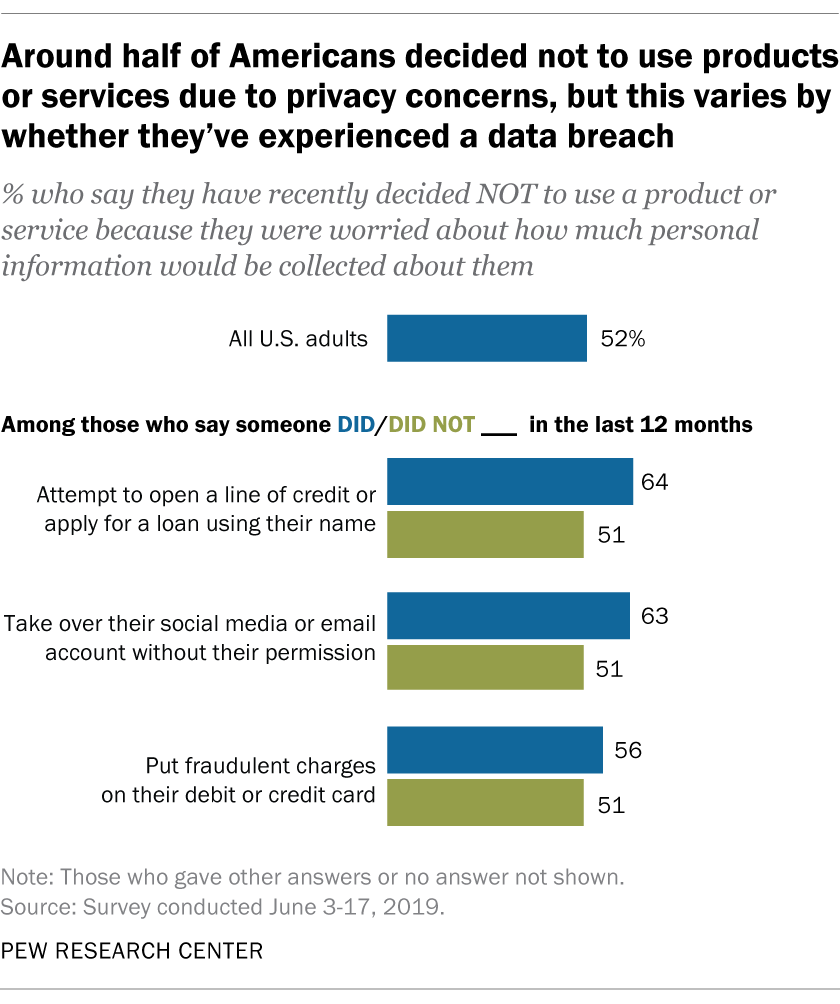 Around half of Americans decided not to use products
or services due to privacy concerns, but this varies by
whether they’ve experienced a data breach
% who say they have recently decided NOT to use a product or
service because they were worried about how much personal
information would be collected about them
All U.S. adults 52%
Among those who say someone DID/DID NOT ___ in the last 12 months
Attempt to open a line of credit or
apply for a loan using their name
64
51
Take over their social media or email
account without their permission
63
51
Put fraudulent charges
on their debit or credit card
56
51
Note: Those who gave other answers or no answer not shown.
Source: Survey conducted June 3-17, 2019.
PEW RESEARCH CENTER